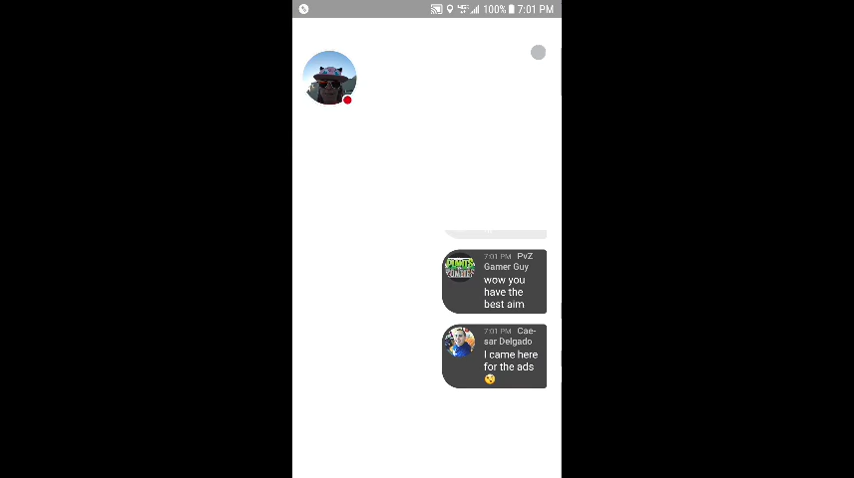 100% 7:01 PM
7:01 PM PvZ
Gamer Guy
wow you
have the
best aim
7:01 PM Cae-
sar Delgado
I came here
for the ads